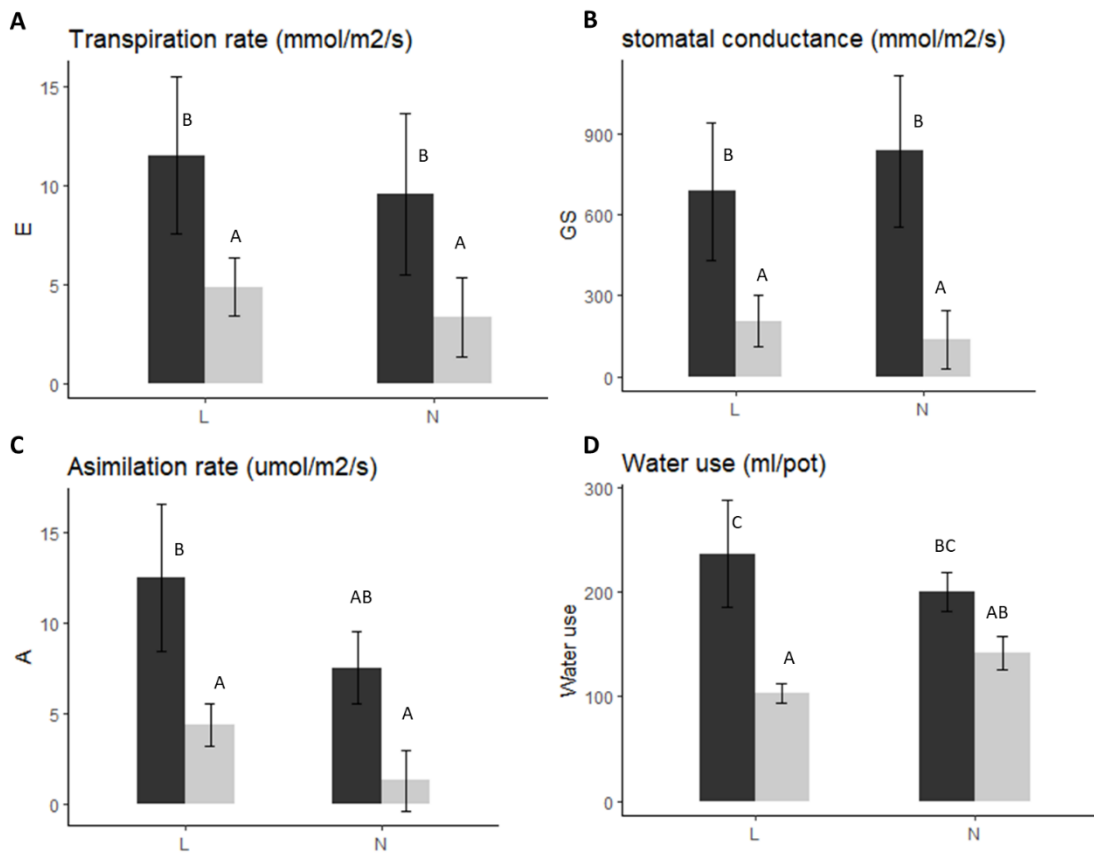 A
Transpiration rate (mmol/m2/s)
15
10
5
0
E
B
A
B
A
L
N
B
stomatal conductance (mmol/m2/s)
900
600
300
0
GS
B
A
B
A
L
N
C
Asimilation rate (umol/m2/s)
15
10
5
0
A
B
A
AB
A
L
N
D
Water use (ml/pot)
300
200
100
0
Water use
C
A
BC
AB
L
N